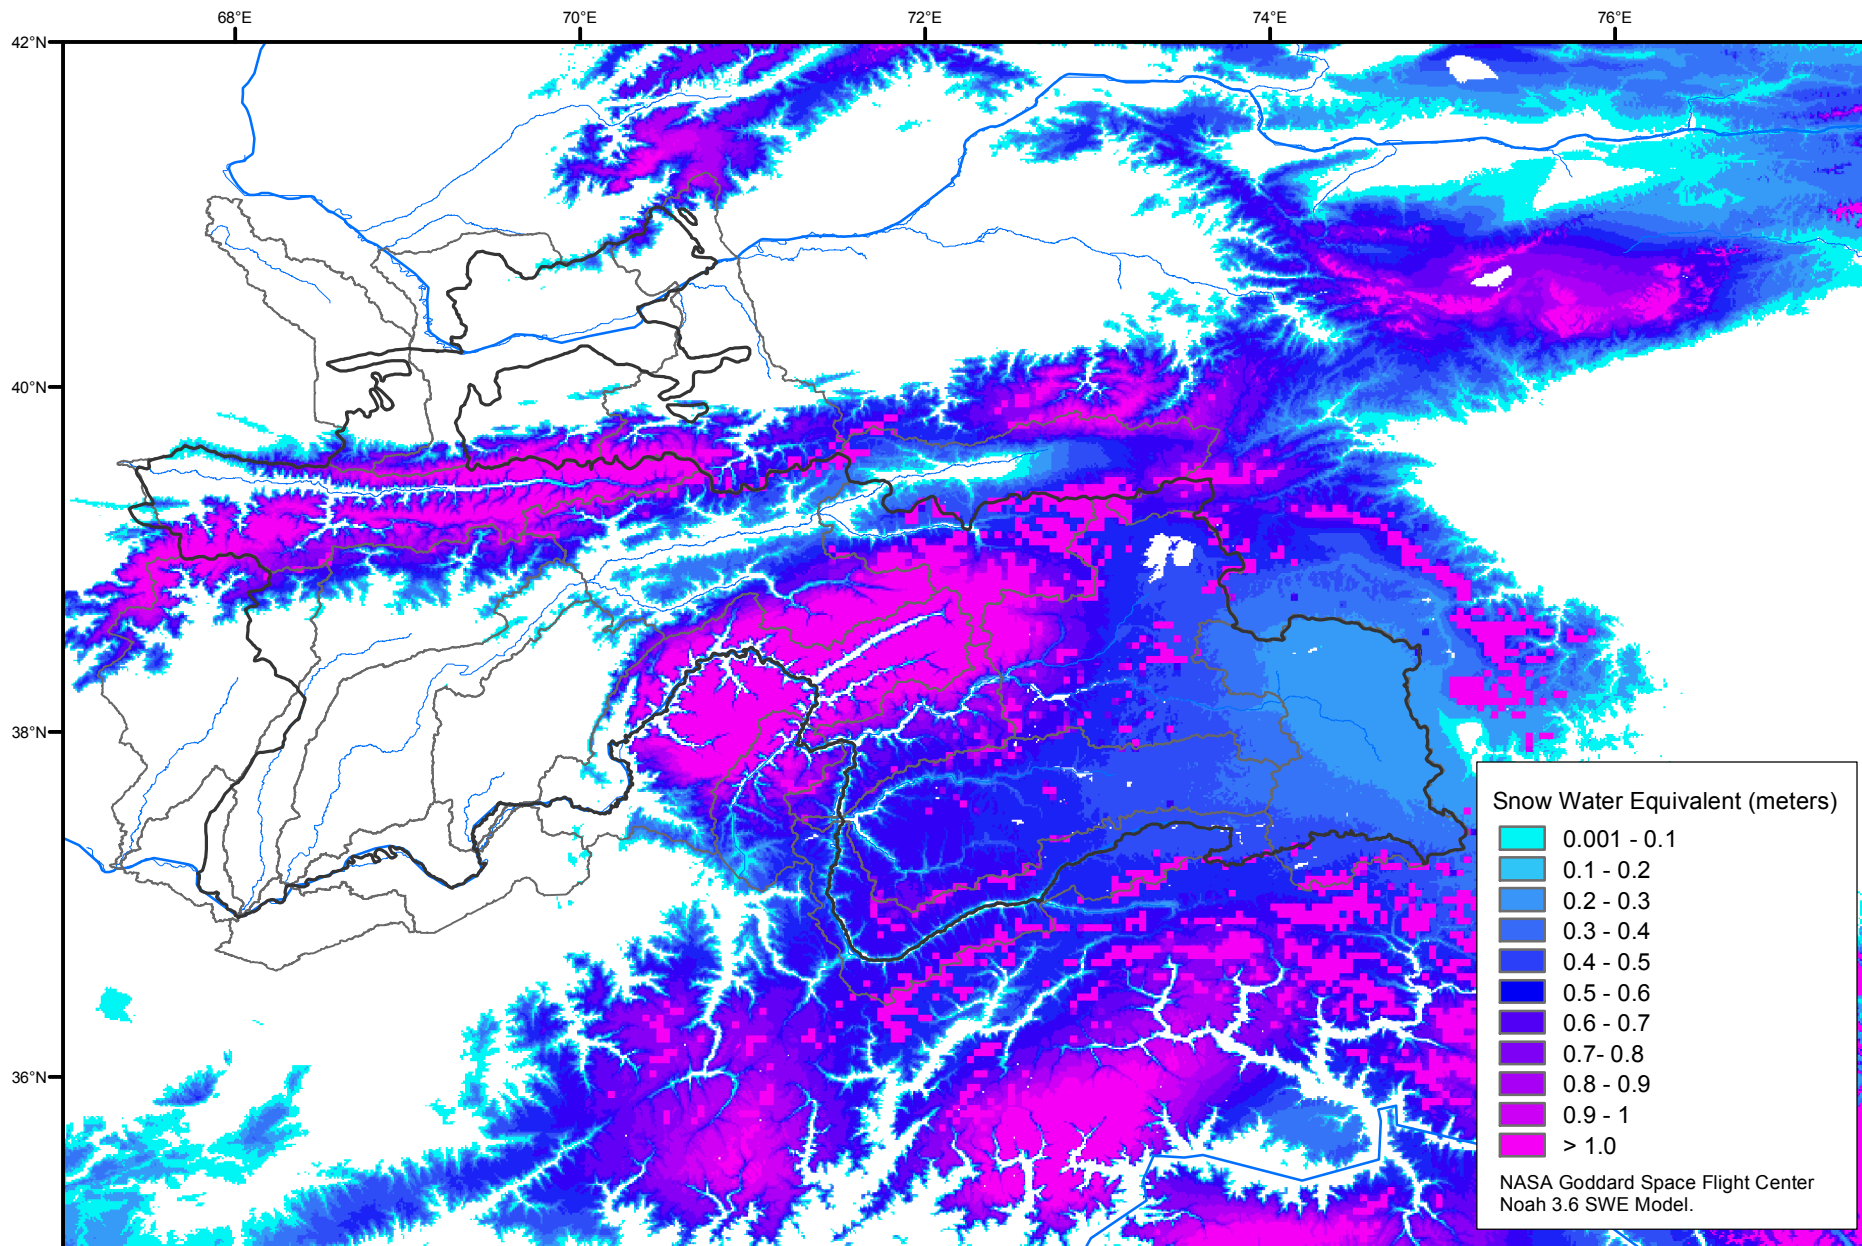 68°E
70°E
72°E
74°E
76°E
42°N
40°N
38°N
36°N
Snow Water Equivalent (meters)
0.001 - 0.1
0.1 - 0.2
0.2 - 0.3
0.3 - 0.4
0.4 - 0.5
0.5 - 0.6
0.6 - 0.7
0.7- 0.8
0.8 - 0.9
0.9 - 1
> 1.0
NASA Goddard Space Flight Center
Noah 3.6 SWE Model.